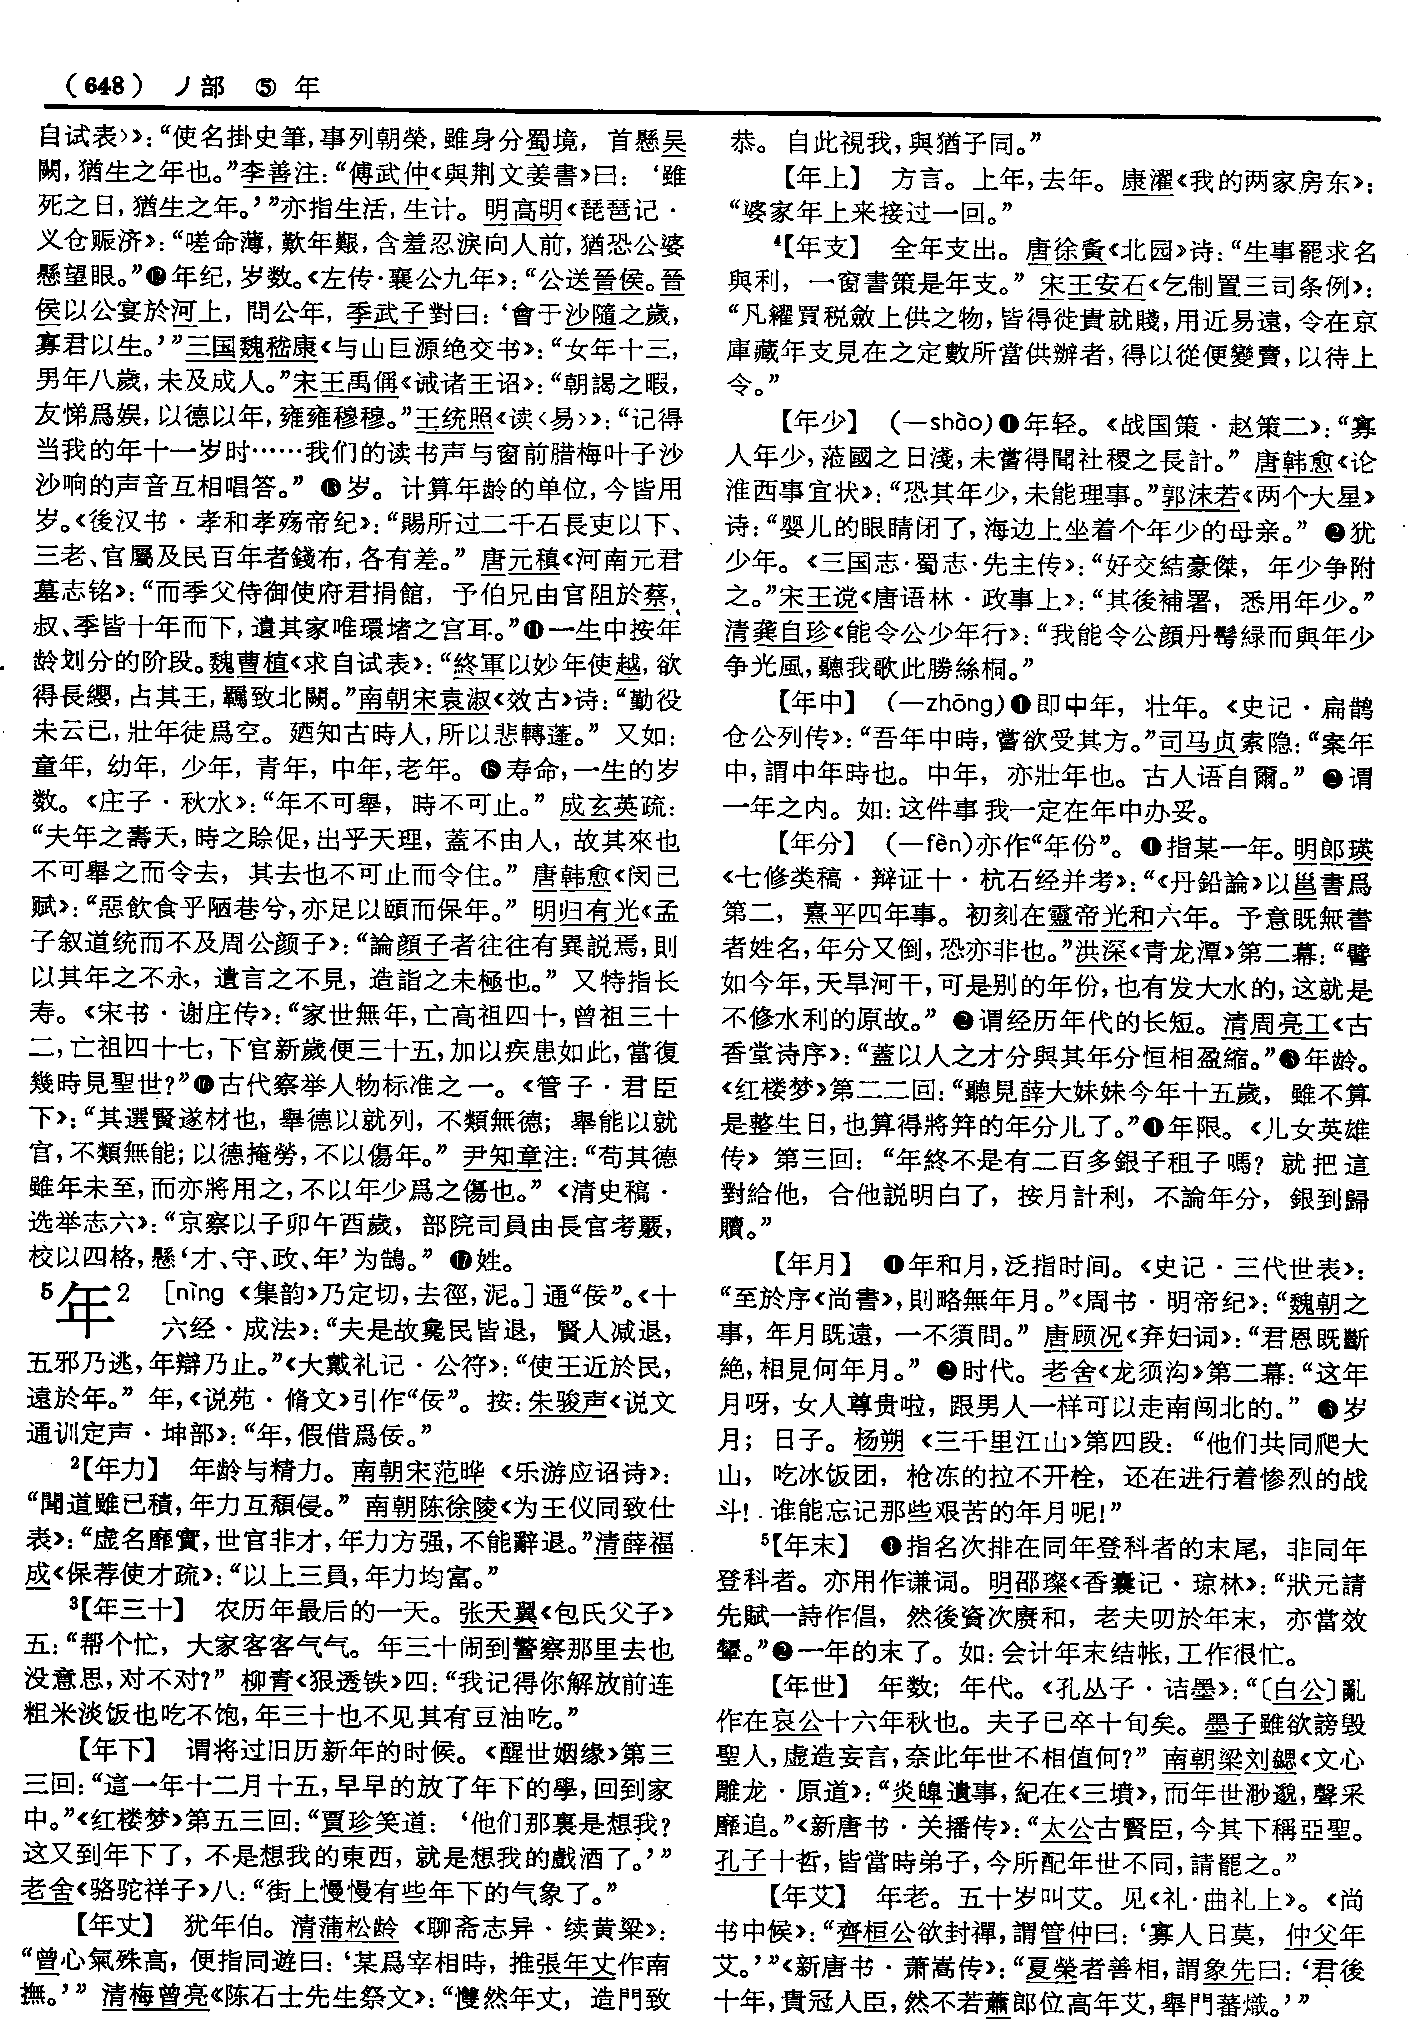 （648） 丿部 ⑤ 年
自试表〉》：“使名掛史筆，事列朝榮，雖身分蜀境，首懸吴
闕，猶生之年也。”李善注：“傅武仲《與荆文姜書》曰：‘雖
死之日，猶生之年。’”亦指生活，生计。明高明《琵琶记·
义仓赈济》：“嗟命薄，歎年艱，含羞忍淚向人前，猶恐公婆
懸望眼。”⓬年纪，岁数。《左传·襄公九年》：“公送晉侯。晉
侯以公宴於河上，問公年，季武子對曰：‘會于沙隨之歲，
寡君以生。’”三国魏嵇康《与山巨源绝交书》：“女年十三，
男年八歲，未及成人。”宋王禹偁《诫诸王诏》：“朝謁之暇，
友悌爲娱，以德以年，雍雍穆穆。”王统照《读〈易〉》：“记得
当我的年十一岁时……我们的读书声与窗前腊梅叶子沙
沙响的声音互相唱答。” ⓭岁。计算年龄的单位，今皆用
岁。《後汉书·孝和孝殇帝纪》：“賜所过二千石長吏以下、
三老、官屬及民百年者錢布，各有差。” 唐元稹《河南元君
墓志铭》：“而季父侍御使府君捐館，予伯兄由官阻於蔡，
叔、季皆十年而下，遺其家唯環堵之宫耳。”⓮一生中按年
龄划分的阶段。魏曹植《求自试表》：“終軍以妙年使越，欲
得長纓，占其王，羈致北闕。”南朝宋袁淑《效古》诗：“勤役
未云已，壯年徒爲空。廼知古時人，所以悲轉蓬。” 又如：
童年，幼年，少年，青年，中年，老年。 ⓯寿命，一生的岁
数。《庄子·秋水》：“年不可舉，時不可止。” 成玄英疏：
“夫年之壽夭，時之賒促，出乎天理，蓋不由人，故其來也
不可舉之而令去，其去也不可止而令住。” 唐韩愈《闵己
赋》：“惡飲食乎陋巷兮，亦足以頤而保年。” 明归有光《孟
子叙道统而不及周公颜子》：“論顔子者往往有異説焉，則
以其年之不永，遺言之不見，造詣之未極也。” 又特指长
寿。《宋书·谢庄传》：“家世無年，亡高祖四十，曾祖三十
二，亡祖四十七，下官新歲便三十五，加以疾患如此，當復
幾時見聖世？”⓰古代察举人物标准之一。《管子·君臣
下》：“其選賢遂材也，舉德以就列，不類無德；舉能以就
官，不類無能；以德掩勞，不以傷年。” 尹知章注：“苟其德
雖年未至，而亦將用之，不以年少爲之傷也。” 《清史稿·
选举志六》：“京察以子卯午酉歲，部院司員由長官考覈，
校以四格，懸‘才、守、政、年’为鵠。” ⓱姓。
5年2 ［nìng 《集韵》乃定切，去徑，泥。］通“佞”。《十
六经·成法》：“夫是故毚民皆退，賢人减退，
五邪乃逃，年辯乃止。”《大戴礼记·公符》：“使王近於民，
遠於年。” 年，《说苑·脩文》引作“佞”。按：朱骏声《说文
通训定声·坤部》：“年，假借爲佞。”
2【年力】 年龄与精力。南朝宋范晔《乐游应诏诗》：
“聞道雖已積，年力互頹侵。” 南朝陈徐陵《为王仪同致仕
表》：“虚名靡實，世官非才，年力方强，不能辭退。”清薛福
成《保荐使才疏》：“以上三員，年力均富。”
3【年三十】 农历年最后的一天。张天翼《包氏父子》
五：“帮个忙，大家客客气气。年三十闹到警察那里去也
没意思，对不对？” 柳青《狠透铁》四：“我记得你解放前连
粗米淡饭也吃不饱，年三十也不见其有豆油吃。”
【年下】 谓将过旧历新年的时候。《醒世姻缘》第三
三回：“這一年十二月十五，早早的放了年下的學，回到家
中。”《红楼梦》第五三回：“賈珍笑道：‘他们那裏是想我？
这又到年下了，不是想我的東西，就是想我的戲酒了。’”
老舍《骆驼祥子》八：“街上慢慢有些年下的气象了。”
【年丈】 犹年伯。清蒲松龄《聊斋志异·续黄粱》：
“曾心氣殊高，便指同遊曰：‘某爲宰相時，推張年丈作南
撫。’” 清梅曾亮《陈石士先生祭文》：“戄然年丈，造門致
恭。自此視我，與猶子同。”
【年上】 方言。上年，去年。康濯《我的两家房东》：
“婆家年上来接过一回。”
4【年支】 全年支出。唐徐夤《北园》诗：“生事罷求名
與利，一窗書策是年支。” 宋王安石《乞制置三司条例》：
“凡糴買税斂上供之物，皆得徙貴就賤，用近易遠，令在京
庫藏年支見在之定數所當供辦者，得以從便變賣，以待上
令。”
【年少】 （一shào）❶年轻。《战国策·赵策二》：“寡
人年少，蒞國之日淺，未嘗得聞社稷之長計。” 唐韩愈《论
淮西事宜状》：“恐其年少，未能理事。”郭沫若《两个大星》
诗：“婴儿的眼睛闭了，海边上坐着个年少的母亲。” ❷犹
少年。《三国志·蜀志·先主传》：“好交結豪傑，年少争附
之。”宋王谠《唐语林·政事上》：“其後補署，悉用年少。”
清龚自珍《能令公少年行》：“我能令公顔丹鬢緑而與年少
争光風，聽我歌此勝絲桐。”
【年中】 （一zhōng）❶即中年，壮年。《史记·扁鹊
仓公列传》：“吾年中時，嘗欲受其方。”司马贞索隐：“案年
中，謂中年時也。中年，亦壯年也。古人语自爾。” ❷谓
一年之内。如：这件事我一定在年中办妥。
【年分】 （一fèn）亦作“年份”。 ❶指某一年。明郎瑛
《七修类稿·辩证十·杭石经并考》：“《丹鉛論》以邕書爲
第二，熹平四年事。初刻在靈帝光和六年。予意既無書
者姓名，年分又倒，恐亦非也。”洪深《青龙潭》第二幕：“譬
如今年，天旱河干，可是别的年份，也有发大水的，这就是
不修水利的原故。” ❷谓经历年代的长短。清周亮工《古
香堂诗序》：“蓋以人之才分與其年分恒相盈縮。”❸年龄。
《红楼梦》第二二回：“聽見薛大妹妹今年十五歲，雖不算
是整生日，也算得將筓的年分儿了。”❹年限。《儿女英雄
传》第三回：“年終不是有二百多銀子租子嗎？就把這
對給他，合他説明白了，按月計利，不論年分，銀到歸
贖。”
【年月】 ❶年和月，泛指时间。《史记·三代世表》：
“至於序《尚書》，則略無年月。”《周书·明帝纪》：“魏朝之
事，年月既遠，一不須問。” 唐顾况《弃妇词》：“君恩既斷
絶，相見何年月。” ❷时代。老舍《龙须沟》第二幕：“这年
月呀，女人尊贵啦，跟男人一样可以走南闯北的。” ❸岁
月；日子。杨朔《三千里江山》第四段：“他们共同爬大
山，吃冰饭团，枪冻的拉不开栓，还在进行着惨烈的战
斗！谁能忘记那些艰苦的年月呢！”
5【年末】 ❶指名次排在同年登科者的末尾，非同年
登科者。亦用作谦词。明邵璨《香囊记·琼林》：“狀元請
先賦一詩作倡，然後資次赓和，老夫叨於年末，亦當效
顰。”❷一年的末了。如：会计年末结帐，工作很忙。
【年世】 年数；年代。《孔丛子·诘墨》：“〔白公〕亂
作在哀公十六年秋也。夫子已卒十旬矣。墨子雖欲謗毁
聖人，虚造妄言，奈此年世不相值何？” 南朝梁刘勰《文心
雕龙·原道》：“炎皞遺事，紀在《三墳》，而年世渺邈，聲采
靡追。”《新唐书·关播传》：“太公古賢臣，今其下稱亞聖。
孔子十哲，皆當時弟子，今所配年世不同，請罷之。”
【年艾】 年老。五十岁叫艾。见《礼·曲礼上》。《尚
书中候》：“齊桓公欲封禪，謂管仲曰：‘寡人日莫，仲父年
艾。’”《新唐书·萧嵩传》：“夏榮者善相，謂象先曰：‘君後
十年，貴冠人臣，然不若蕭郎位高年艾，舉門蕃熾。’”